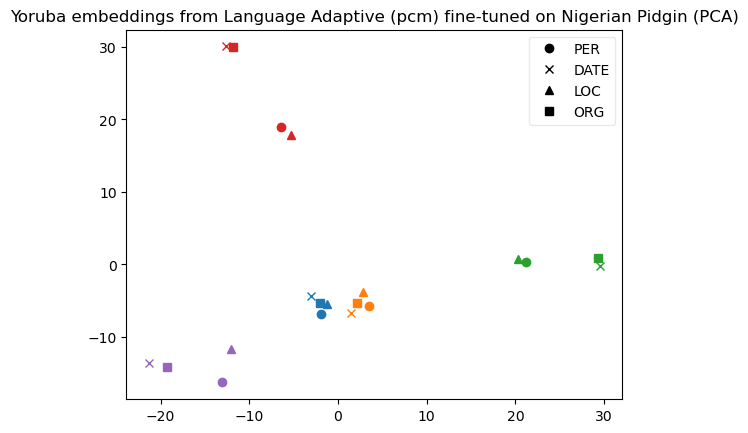 Yoruba embeddings from Language Adaptive (pcm) fine-tuned on Nigerian Pidgin (PCA)
PER
DATE
LOC
ORG
30
20
10
0
−10
−20
−10
0
10
20
30